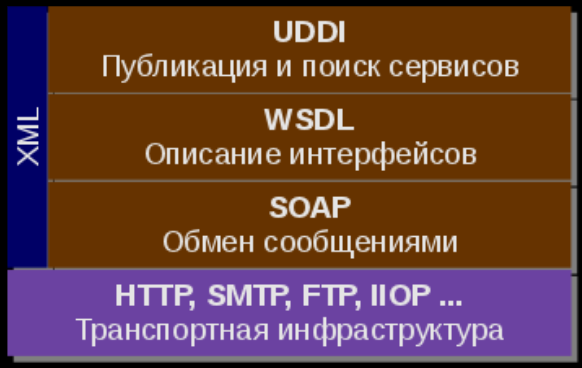 UDDI
Публикация и поиск сервисов
XML
WSDL
Описание интерфейсов
SOAP
Обмен сообщениями
HTTP, SMTP, FTP, IIOP ...
Транспортная инфраструктура